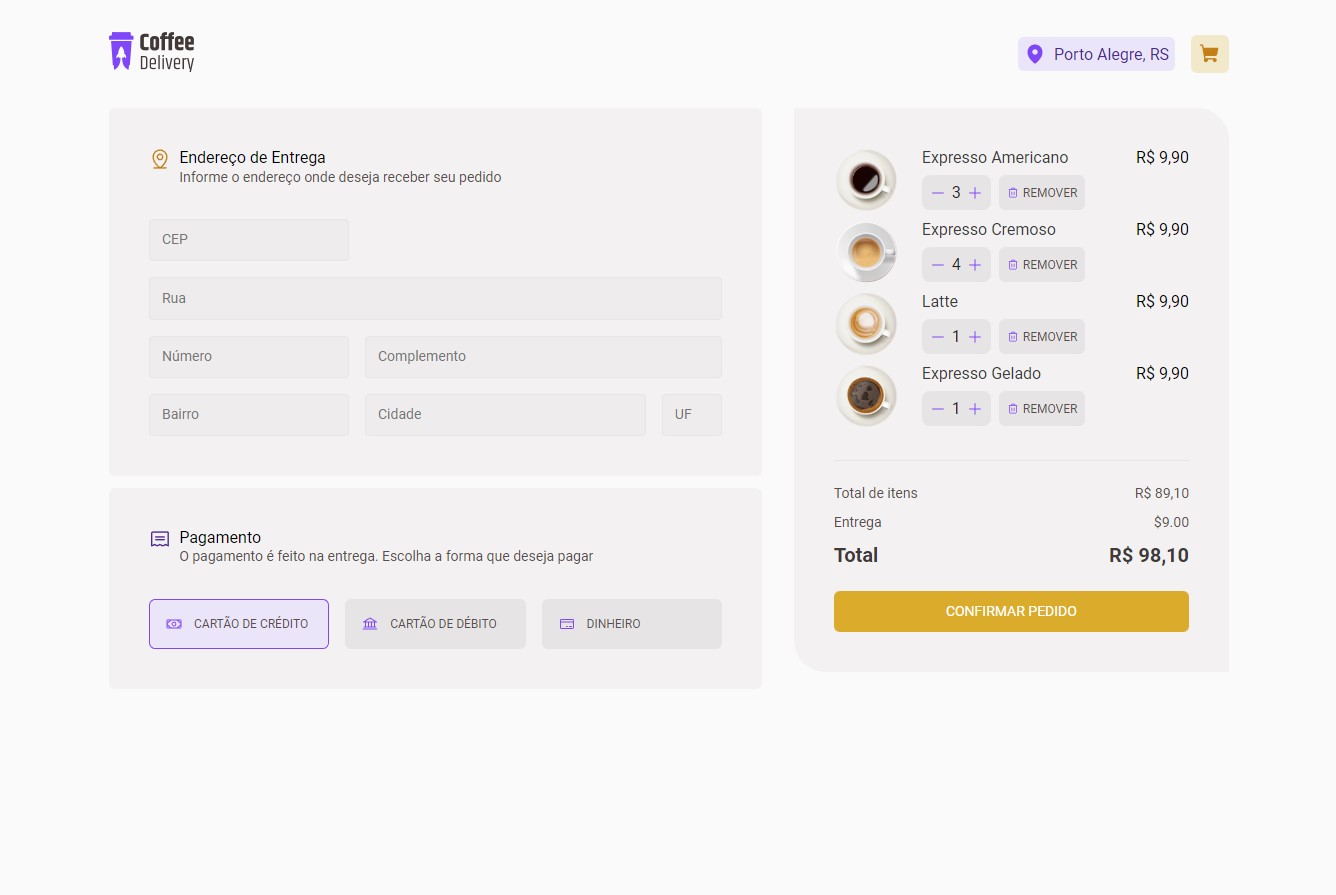 Coffee
Delivery
Porto Alegre, RS
Endereço de Entrega
Informe o endereço onde deseja receber seu pedido
CEP
Rua
Número Complemento
Bairro Cidade UF
Pagamento
O pagamento é feito na entrega. Escolha a forma que deseja pagar
CARTÃO DE CRÉDITO CARTÃO DE DÉBITO DINHEIRO
Expresso Americano R$ 9,90
3 REMOVER
Expresso Cremoso R$ 9,90
4 REMOVER
Latte R$ 9,90
1 REMOVER
Expresso Gelado R$ 9,90
1 REMOVER
Total de itens R$ 89,10
Entrega $9.00
Total R$ 98,10
CONFIRMAR PEDIDO